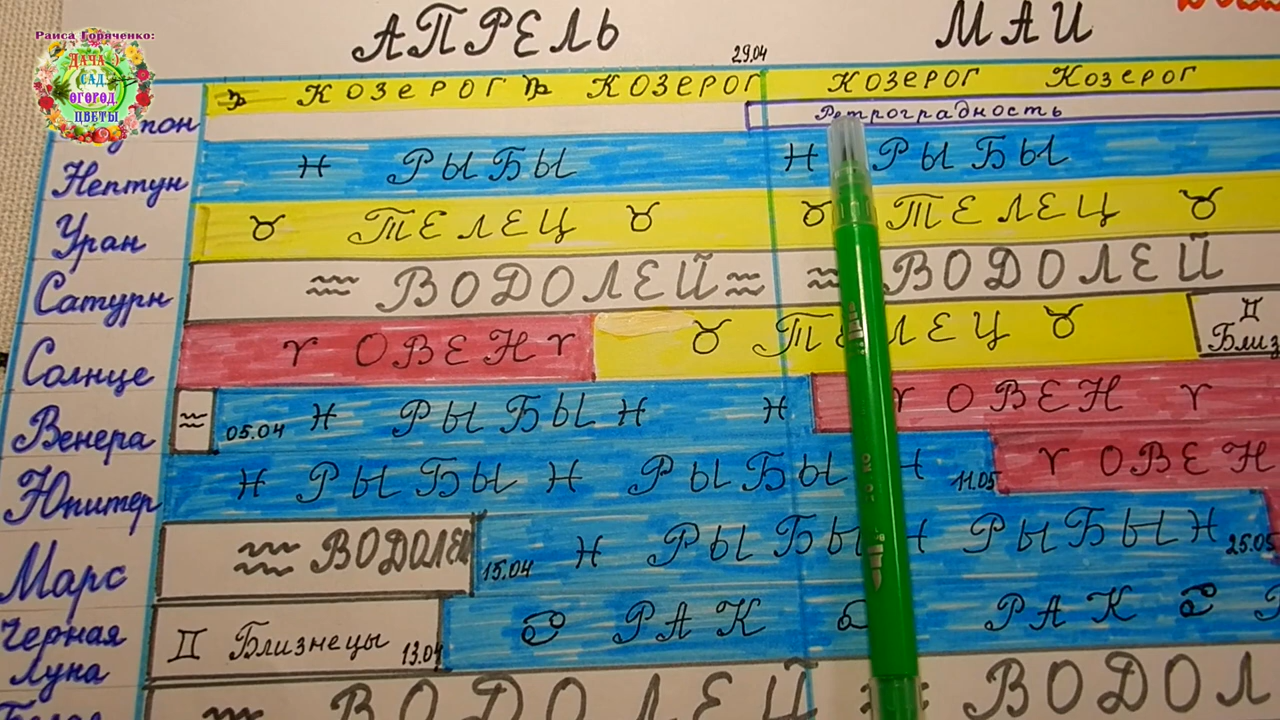 Раиса Горяченко:
ДАЧА
САД
ОГОРОД,
ЦВЕТЫ
АПРЕЛЬ МАЙ
29.04
♑ КОЗЕРОГ ♑ КОЗЕРОГ КОЗЕРОГ КОЗЕРОГ
Ретроградность
Нептун ♓ РЫБЫ ♓ РЫБЫ
Уран ♉ ТЕЛЕЦ ♉ ♉ ТЕЛЕЦ ♉
Сатурн ♒ ВОДОЛЕЙ ♒ ♒ ВОДОЛЕЙ
Солнце ♈ ОВЕН ♈ ♉ ТЕЛЕЦ ♉ ♊ Близ
Венера ♒ 05.04 ♓ РЫБЫ ♓ ♓ ♈ ОВЕН ♈
Юпитер ♓ РЫБЫ ♓ РЫБЫ ♓ 11.05 ♈ ОВЕН
Марс ♒ ВОДОЛЕЙ 15.04 ♓ РЫБЫ ♓ РЫБЫ ♓ 25.05
Черная Луна ♊ Близнецы 13.04 ♋ РАК ♋ РАК ♋
♒ ВОДОЛЕЙ ♒ ВОДОЛ